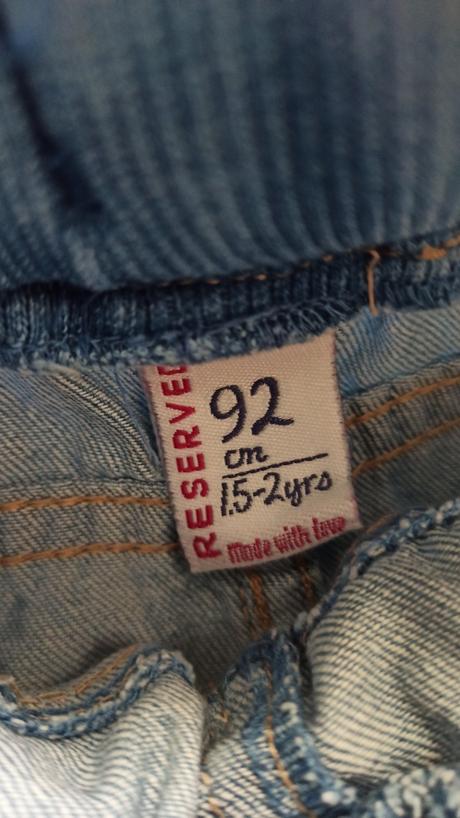 RESERVED
92
cm
1.5-2yrs
Made with love